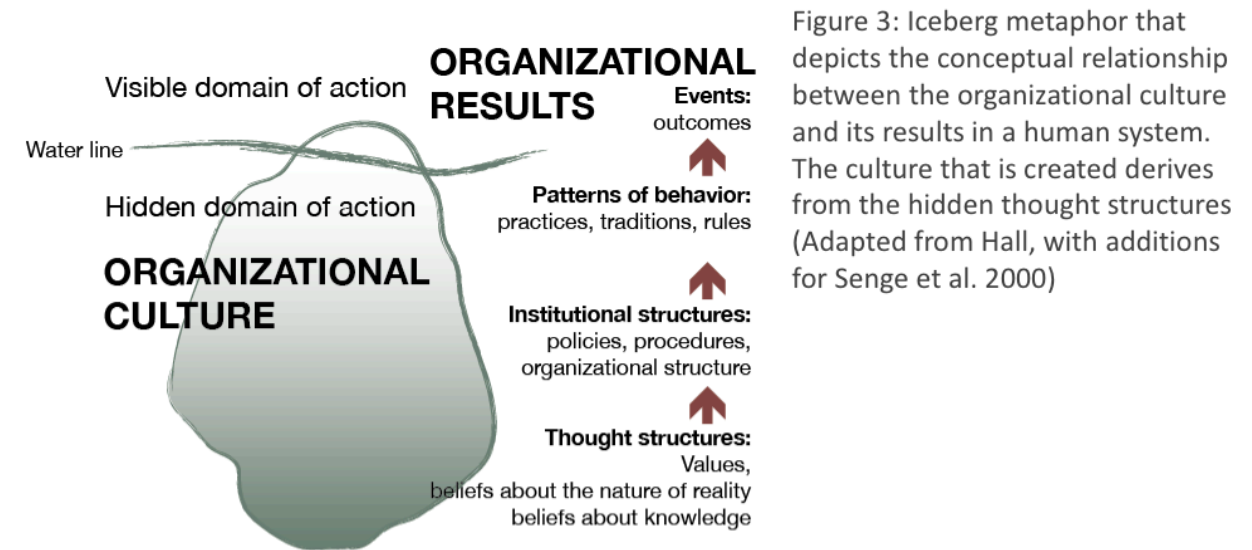 Visible domain of action
Water line
Hidden domain of action
ORGANIZATIONAL
CULTURE
ORGANIZATIONAL
RESULTS
Events:
outcomes
Patterns of behavior:
practices, traditions, rules
Institutional structures:
policies, procedures,
organizational structure
Thought structures:
Values,
beliefs about the nature of reality
beliefs about knowledge
Figure 3: Iceberg metaphor that
depicts the conceptual relationship
between the organizational culture
and its results in a human system.
The culture that is created derives
from the hidden thought structures
(Adapted from Hall, with additions
for Senge et al. 2000)